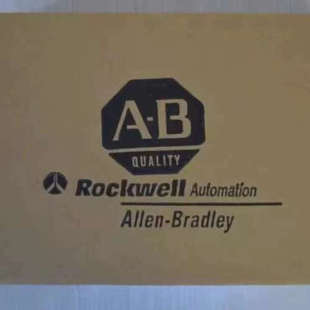 A-B
QUALITY
Rockwell Automation
Allen-Bradley